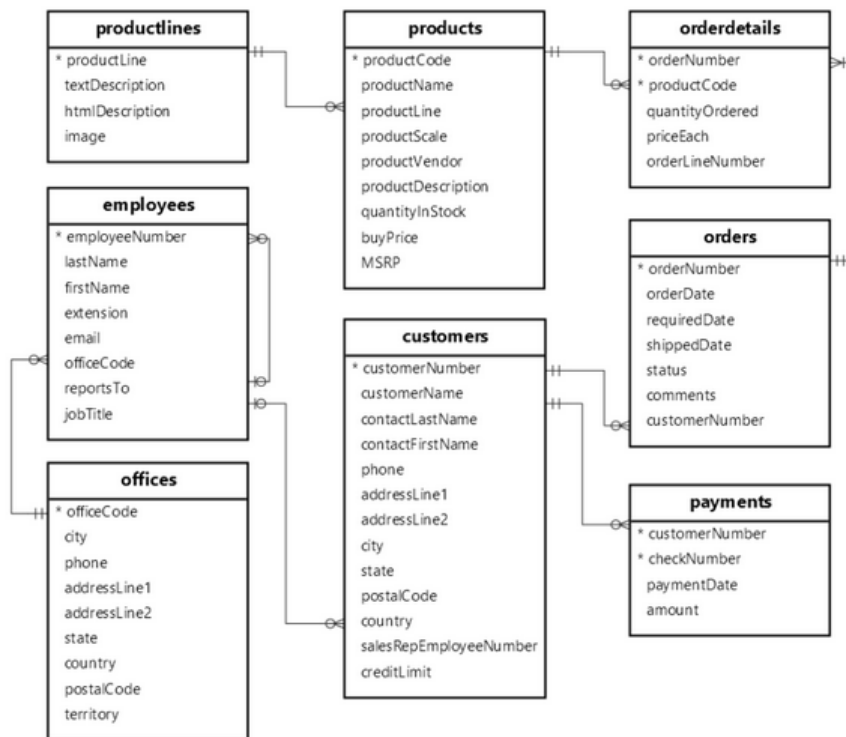 productlines
* productLine
textDescription
htmlDescription
image
products
* productCode
productName
productLine
productScale
productVendor
productDescription
quantityInStock
buyPrice
MSRP
orderdetails
* orderNumber
* productCode
quantityOrdered
priceEach
orderLineNumber
employees
* employeeNumber
lastName
firstName
extension
email
officeCode
reportsTo
jobTitle
orders
* orderNumber
orderDate
requiredDate
shippedDate
status
comments
customerNumber
customers
* customerNumber
customerName
contactLastName
contactFirstName
phone
addressLine1
addressLine2
city
state
postalCode
country
salesRepEmployeeNumber
creditLimit
offices
* officeCode
city
phone
addressLine1
addressLine2
state
country
postalCode
territory
payments
* customerNumber
* checkNumber
paymentDate
amount